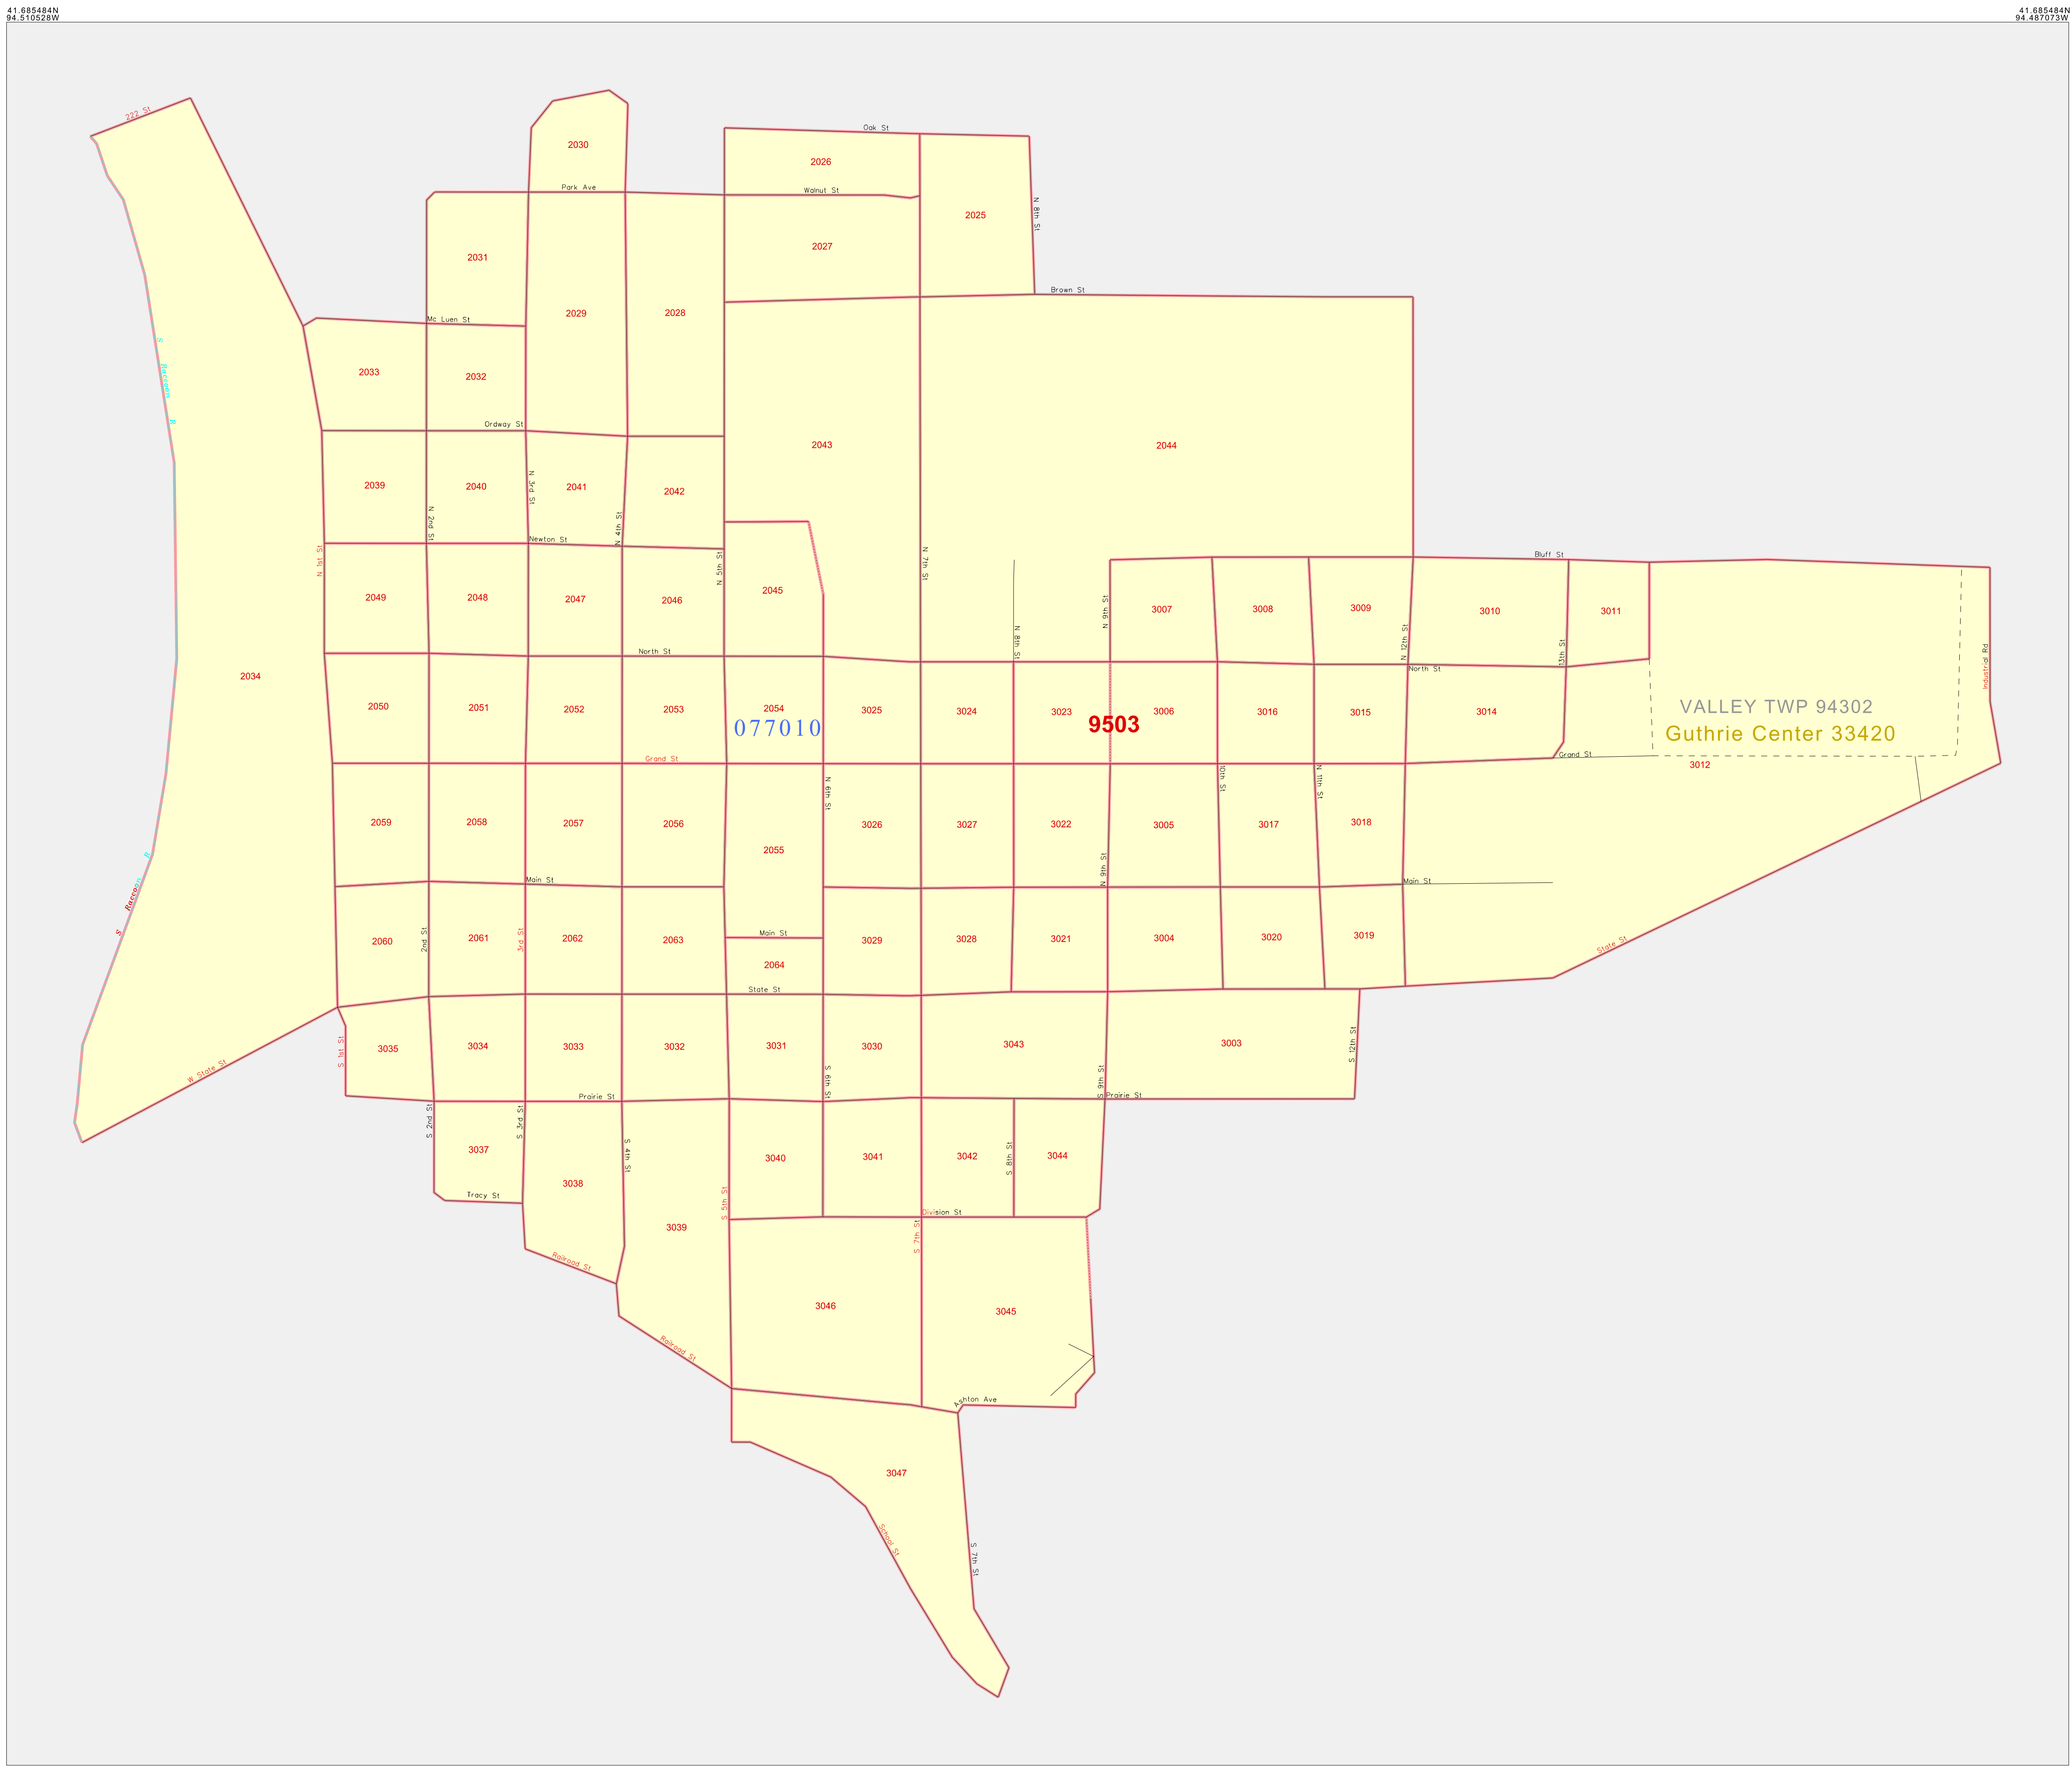 41.685484N
94.510528W
41.685484N
94.487073W
222 St
Oak St
2030
2026
Park Ave
Walnut St
N 8th St
2025
2031
2027
Brown St
2029
2028
Mc Luen St
S Raccoon R
2033
2032
Ordway St
2043
2044
2039
2040
N 3rd St
2041
2042
N 2nd St
N 4th St
Newton St
N 1st St
N 5th St
N 7th St
Bluff St
2049
2048
2047
2046
2045
N 8th St
N 9th St
3007
3008
3009
N 12th St
3010
13th St
3011
North St
North St
Industrial Rd
2034
2050
2051
2052
2053
2054
3025
3024
3023
3006
3016
3015
3014
077010
9503
VALLEY TWP 94302
Guthrie Center 33420
Grand St
Grand St
3012
N 6th St
10th St
N 11th St
2059
2058
2057
2056
2055
3026
3027
3022
3005
3017
3018
S Raccoon R
N 9th St
Main St
Main St
2060
2nd St
2061
3rd St
2062
2063
Main St
2064
3029
3028
3021
3004
3020
3019
State St
State St
W State St
S 1st St
3035
3034
3033
3032
3031
3030
3043
3003
S 12th St
S 6th St
S 9th St
Prairie St
Prairie St
S 2nd St
S 3rd St
3037
S 4th St
3040
3041
3042
S 8th St
3044
3038
Tracy St
S 5th St
3039
Division St
S 7th St
Railroad St
3046
3045
Railroad St
Ashton Ave
3047
School St
S 7th St